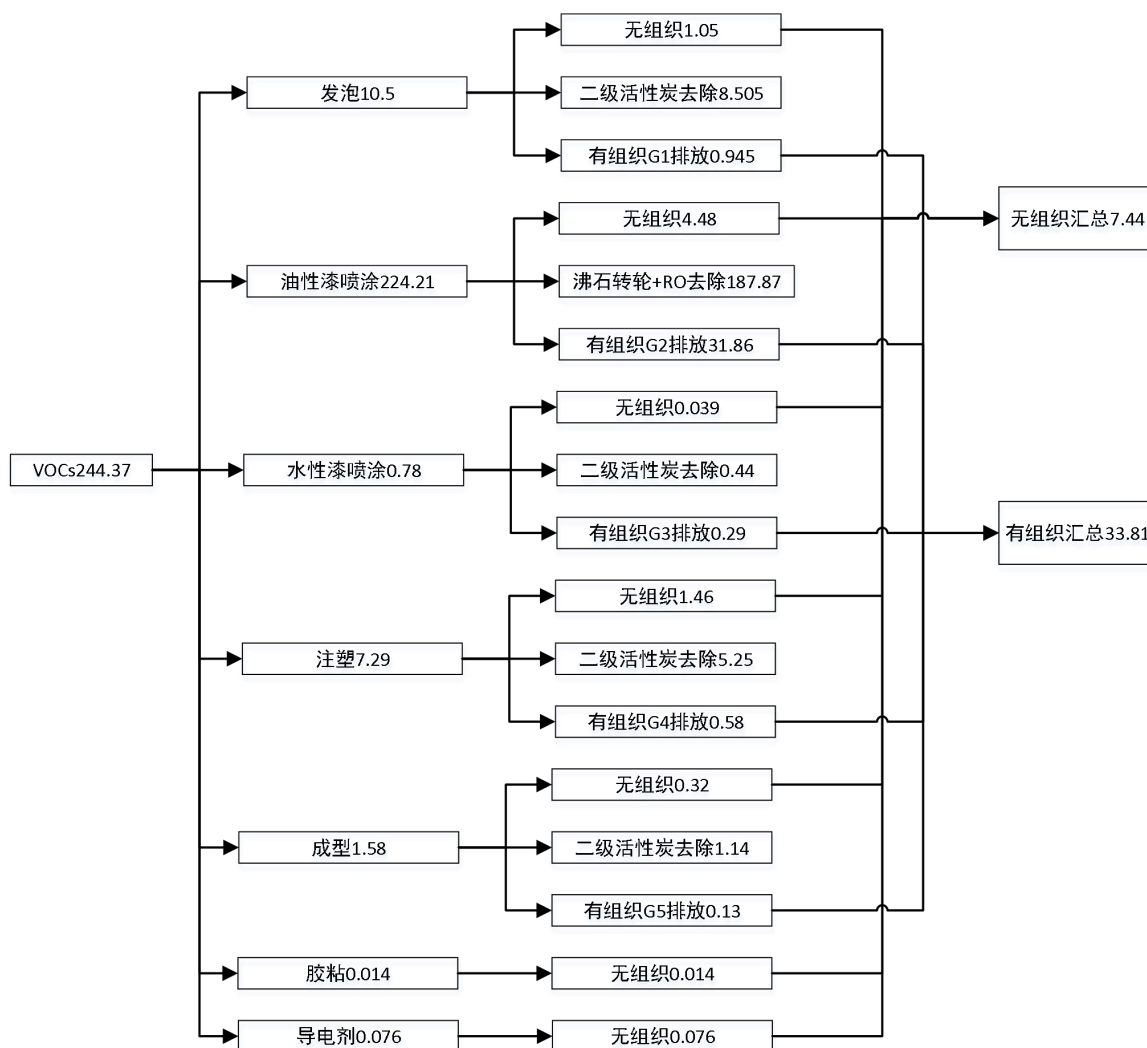 无组织1.05
发泡10.5
二级活性炭去除8.505
有组织G1排放0.945
无组织4.48
无组织汇总7.44
油性漆喷涂224.21
沸石转轮+RO去除187.87
有组织G2排放31.86
无组织0.039
VOCs244.37
水性漆喷涂0.78
二级活性炭去除0.44
有组织G3排放0.29
有组织汇总33.81
无组织1.46
注塑7.29
二级活性炭去除5.25
有组织G4排放0.58
无组织0.32
成型1.58
二级活性炭去除1.14
有组织G5排放0.13
胶粘0.014
无组织0.014
导电剂0.076
无组织0.076